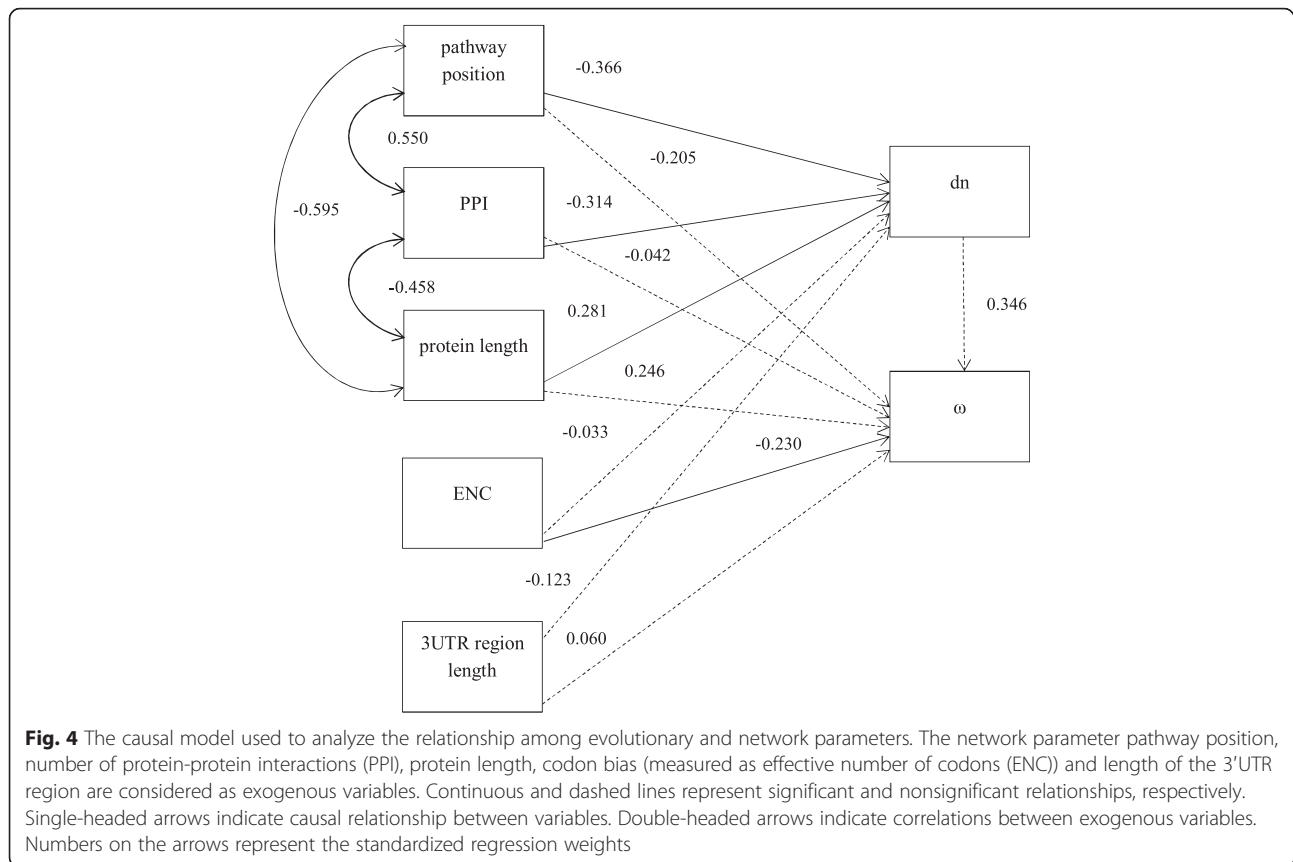 pathway
position
-0.366
0.550
-0.205
dn
-0.595
PPI
-0.314
-0.042
-0.458
0.281
0.346
protein length
0.246
ω
-0.033
-0.230
ENC
-0.123
3UTR region
length
0.060
Fig. 4 The causal model used to analyze the relationship among evolutionary and network parameters. The network parameter pathway position,
number of protein-protein interactions (PPI), protein length, codon bias (measured as effective number of codons (ENC)) and length of the 3′UTR
region are considered as exogenous variables. Continuous and dashed lines represent significant and nonsignificant relationships, respectively.
Single-headed arrows indicate causal relationship between variables. Double-headed arrows indicate correlations between exogenous variables.
Numbers on the arrows represent the standardized regression weights